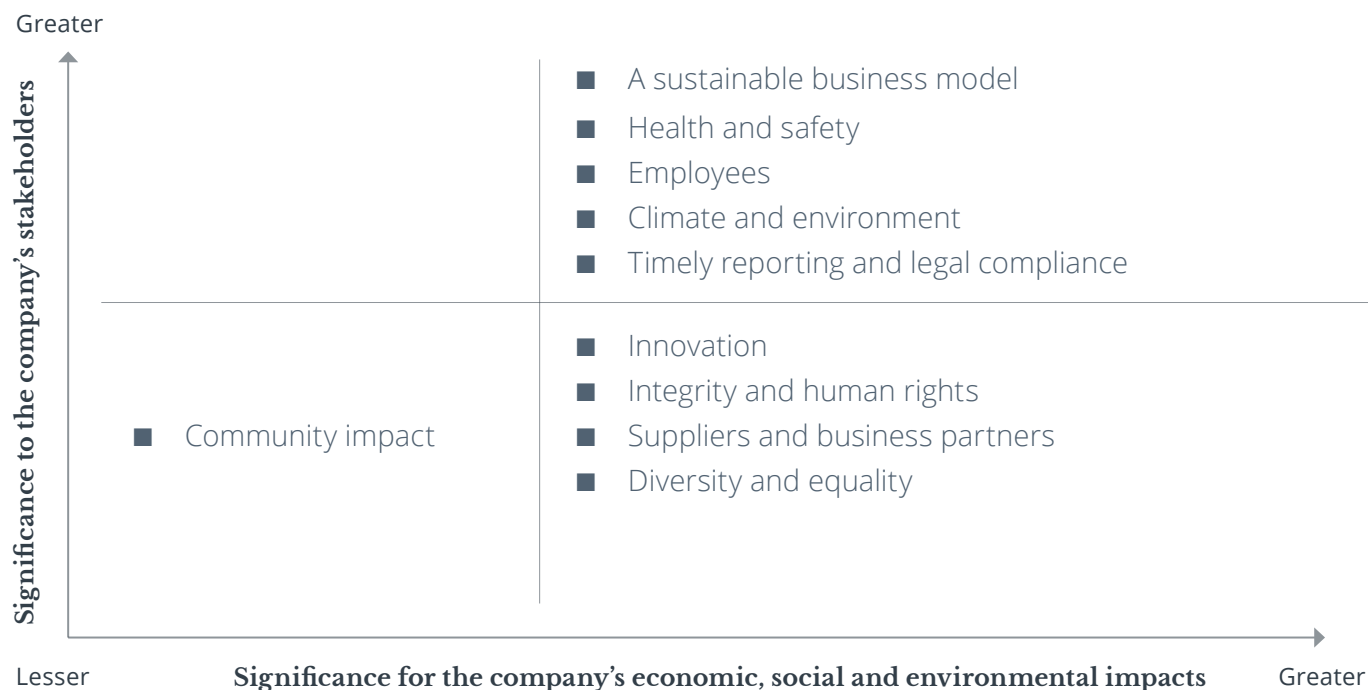 Greater
Significance to the company’s stakeholders
A sustainable business model
Health and safety
Employees
Climate and environment
Timely reporting and legal compliance
Innovation
Integrity and human rights
Community impact
Suppliers and business partners
Diversity and equality
Lesser
Significance for the company’s economic, social and environmental impacts
Greater